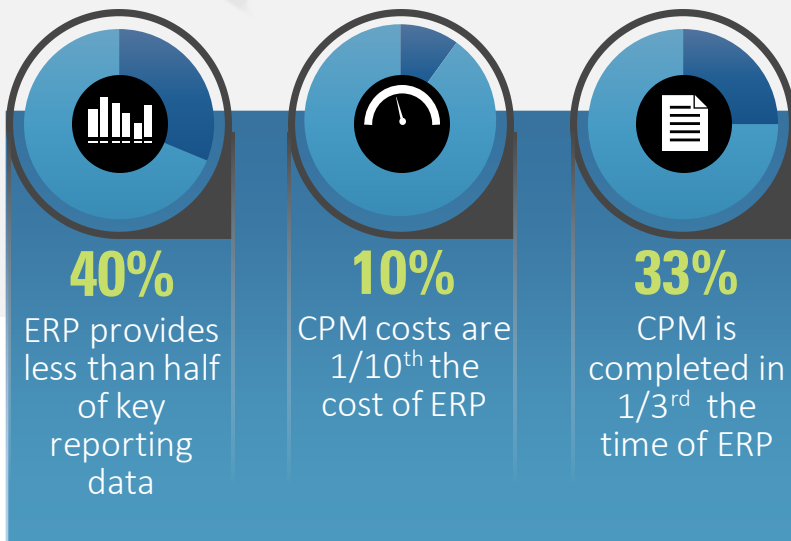 40%
ERP provides
less than half
of key
reporting
data
10%
CPM costs are
1/10th the
cost of ERP
33%
CPM is
completed in
1/3rd the
time of ERP